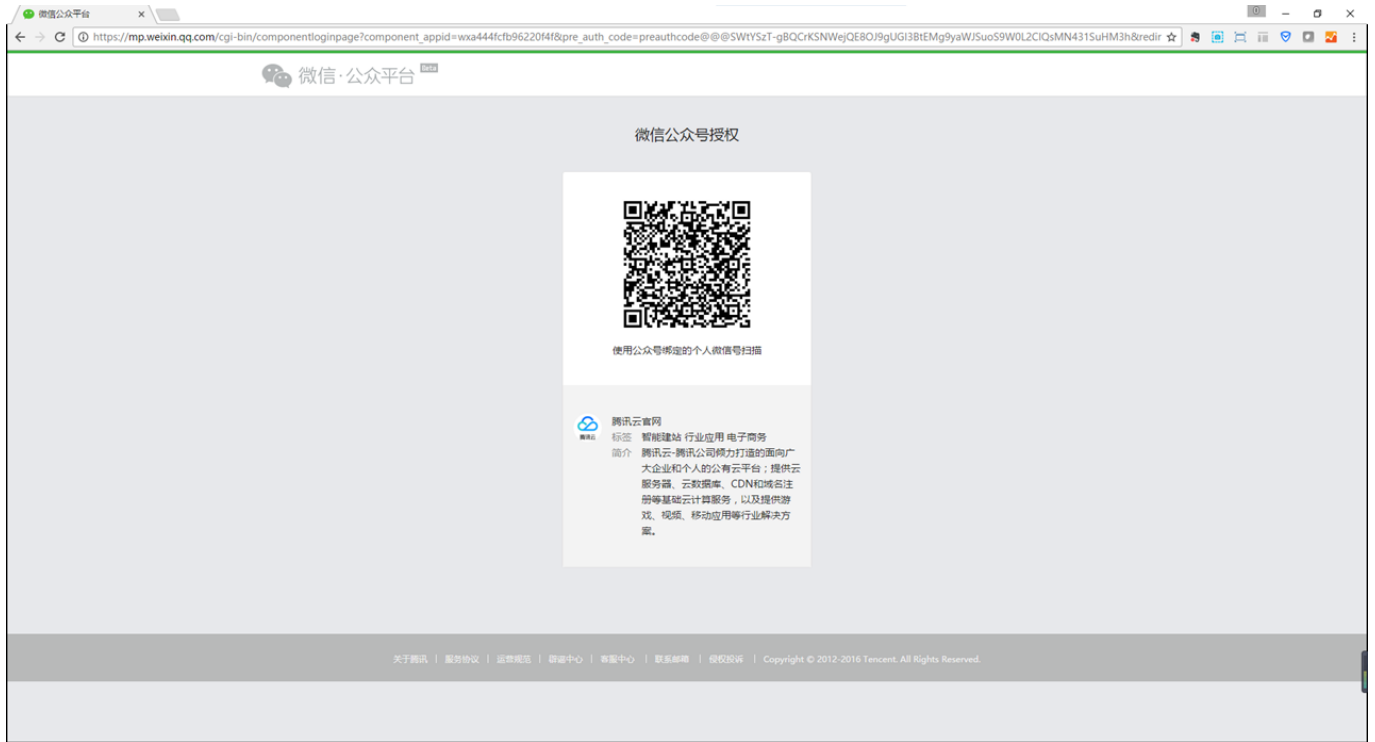 微信公众平台
https://mp.weixin.qq.com/cgi-bin/componentloginpage?component_appid=wxa444fcfb96220f4f&pre_auth_code=preauthcode@@@SWtYSzT-gBQCrKSNWejQE8OJ9gUGI3BtEMg9yaWJSuoS9W0L2ClQsMN431SuHM3h&redir
微信·公众平台 Beta
微信公众号授权
使用公众号绑定的个人微信号扫描
腾讯云
腾讯云官网
标签 智能建站 行业应用 电子商务
简介 腾讯云-腾讯公司倾力打造的面向广
大企业和个人的公有云平台；提供云
服务器、云数据库、CDN和域名注
册等基础云计算服务，以及提供游
戏、视频、移动应用等行业解决方
案。
关于腾讯 | 服务协议 | 运营规范 | 辟谣中心 | 客服中心 | 联系邮箱 | 侵权投诉 | Copyright © 2012-2016 Tencent. All Rights Reserved.